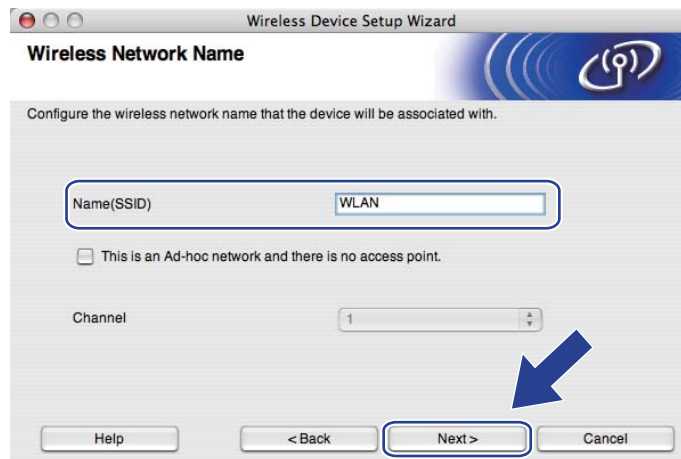 Wireless Device Setup Wizard
Wireless Network Name
Configure the wireless network name that the device will be associated with.
Name(SSID) WLAN
This is an Ad-hoc network and there is no access point.
Channel 1
Help < Back Next > Cancel